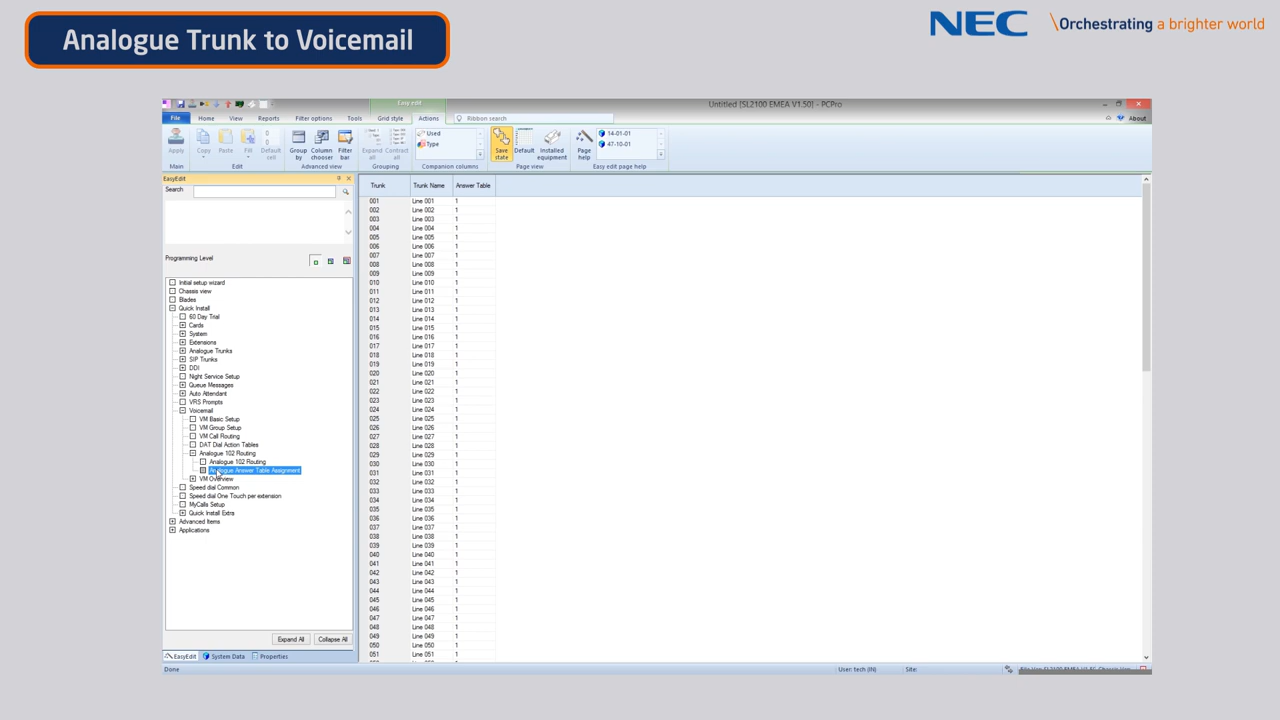 Analogue Trunk to Voicemail
NEC \Orchestrating a brighter world
Easy edit
Untitled [SL2100 EMEA V1.50] - PCPro
File Home View Reports Filter options Tools Grid style Actions Ribbon search About
Apply Copy Paste Fill Default cell Group by Column chooser Filter bar Expand all Contract all Used Type Save state Default Installed equipment Page help 14-01-01 47-10-01
Main Edit Advanced view Grouping Companion columns Page view Easy edit page help
EasyEdit
Search
Programming Level
Initial setup wizard
Chassis view
Blades
Quick Install
60 Day Trial
Cards
System
Extensions
Analogue Trunks
SIP Trunks
DDI
Night Service Setup
Queue Messages
Auto Attendant
VRS Prompts
Voicemail
VM Basic Setup
VM Group Setup
VM Call Routing
DAT Dial Action Tables
Analogue 102 Routing
Analogue 102 Routing
Analogue Answer Table Assignment
VM Overview
Speed dial Common
Speed dial One Touch per extension
MyCalls Setup
Quick Install Extra
Advanced Items
Applications
Expand All Collapse All
EasyEdit System Data Properties
Trunk Trunk Name Answer Table
001 Line 001 1
002 Line 002 1
003 Line 003 1
004 Line 004 1
005 Line 005 1
006 Line 006 1
007 Line 007 1
008 Line 008 1
009 Line 009 1
010 Line 010 1
011 Line 011 1
012 Line 012 1
013 Line 013 1
014 Line 014 1
015 Line 015 1
016 Line 016 1
017 Line 017 1
018 Line 018 1
019 Line 019 1
020 Line 020 1
021 Line 021 1
022 Line 022 1
023 Line 023 1
024 Line 024 1
025 Line 025 1
026 Line 026 1
027 Line 027 1
028 Line 028 1
029 Line 029 1
030 Line 030 1
031 Line 031 1
032 Line 032 1
033 Line 033 1
034 Line 034 1
035 Line 035 1
036 Line 036 1
037 Line 037 1
038 Line 038 1
039 Line 039 1
040 Line 040 1
041 Line 041 1
042 Line 042 1
043 Line 043 1
044 Line 044 1
045 Line 045 1
046 Line 046 1
047 Line 047 1
048 Line 048 1
049 Line 049 1
050 Line 050 1
051 Line 051 1
Done User: tech (IN) Site: